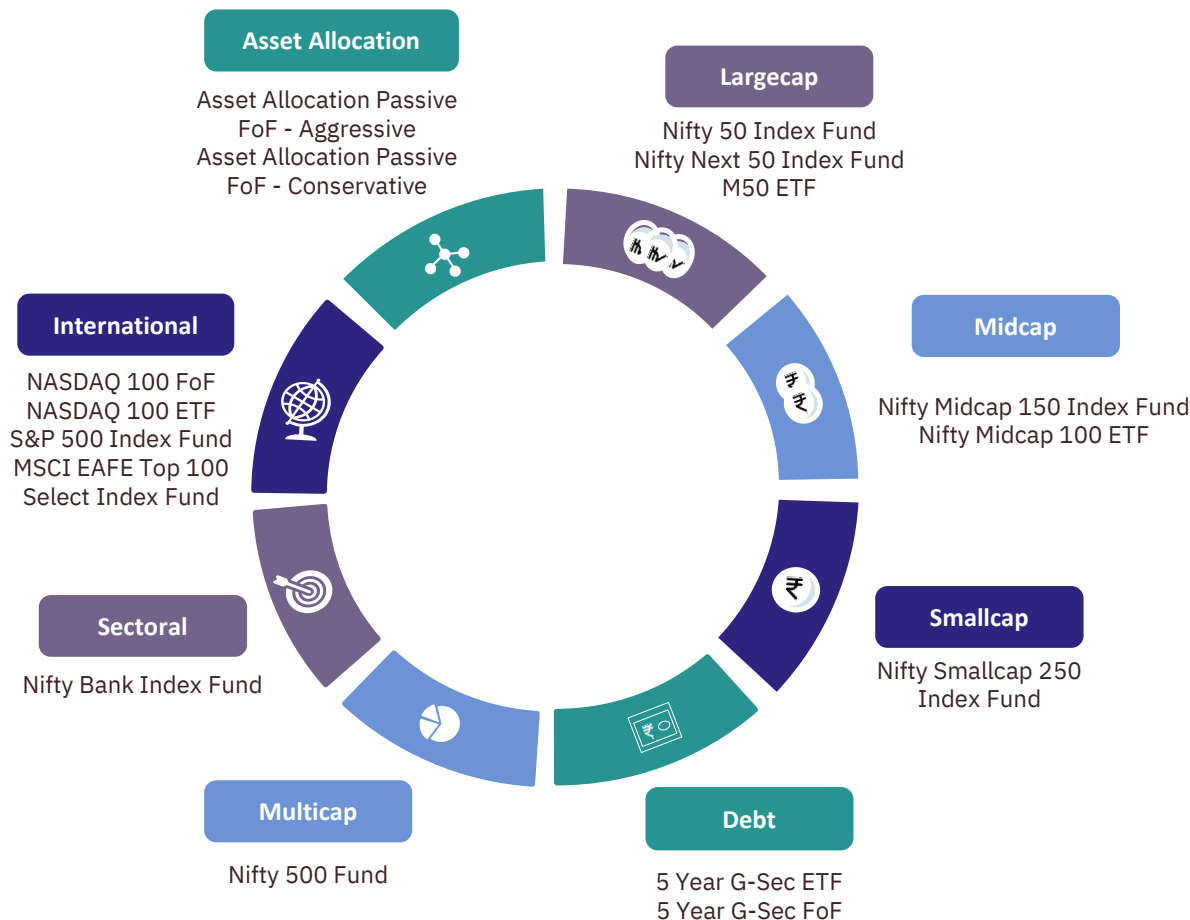 Asset Allocation
Asset Allocation Passive
FoF - Aggressive
Asset Allocation Passive
FoF - Conservative
Largecap
Nifty 50 Index Fund
Nifty Next 50 Index Fund
M50 ETF
International
NASDAQ 100 FoF
NASDAQ 100 ETF
S&P 500 Index Fund
MSCI EAFE Top 100
Select Index Fund
Midcap
Nifty Midcap 150 Index Fund
Nifty Midcap 100 ETF
Sectoral
Nifty Bank Index Fund
Smallcap
Nifty Smallcap 250
Index Fund
Multicap
Nifty 500 Fund
Debt
5 Year G-Sec ETF
5 Year G-Sec FoF